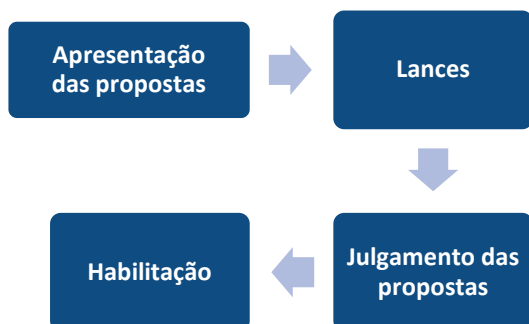 Apresentação
das propostas
Lances
Julgamento das
propostas
Habilitação